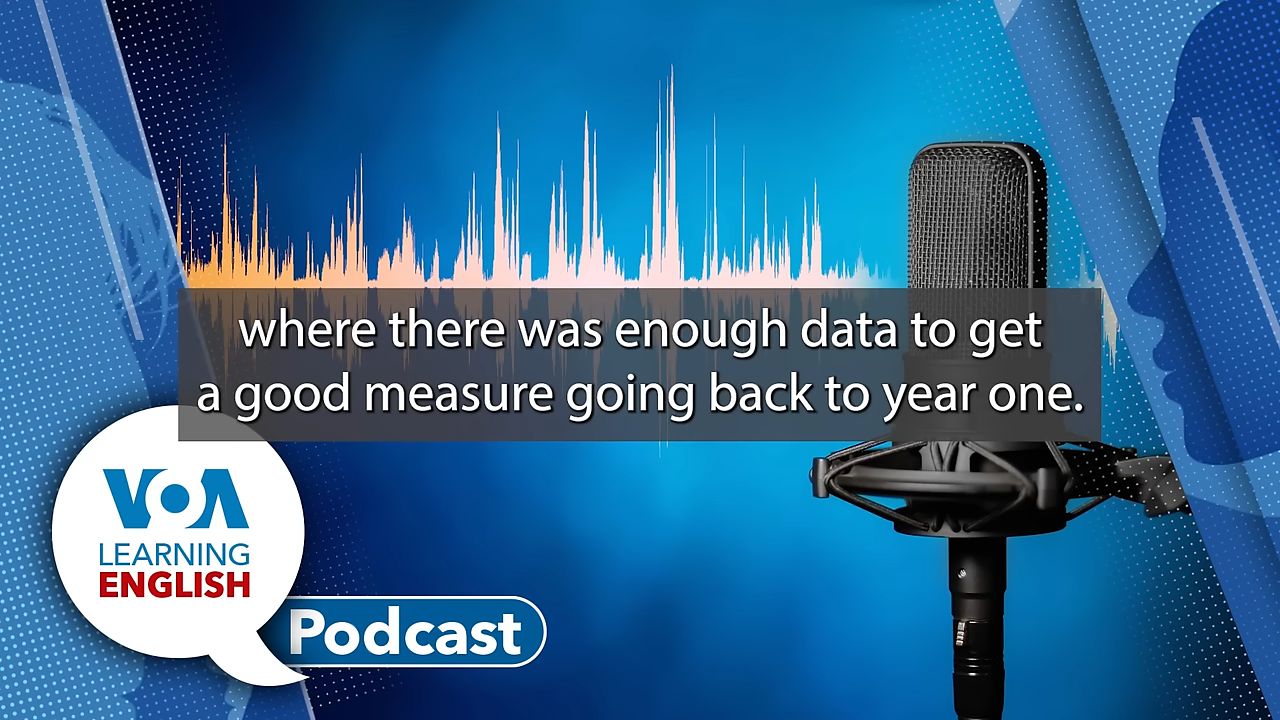 where there was enough data to get
a good measure going back to year one.
VOA
LEARNING
ENGLISH
Podcast